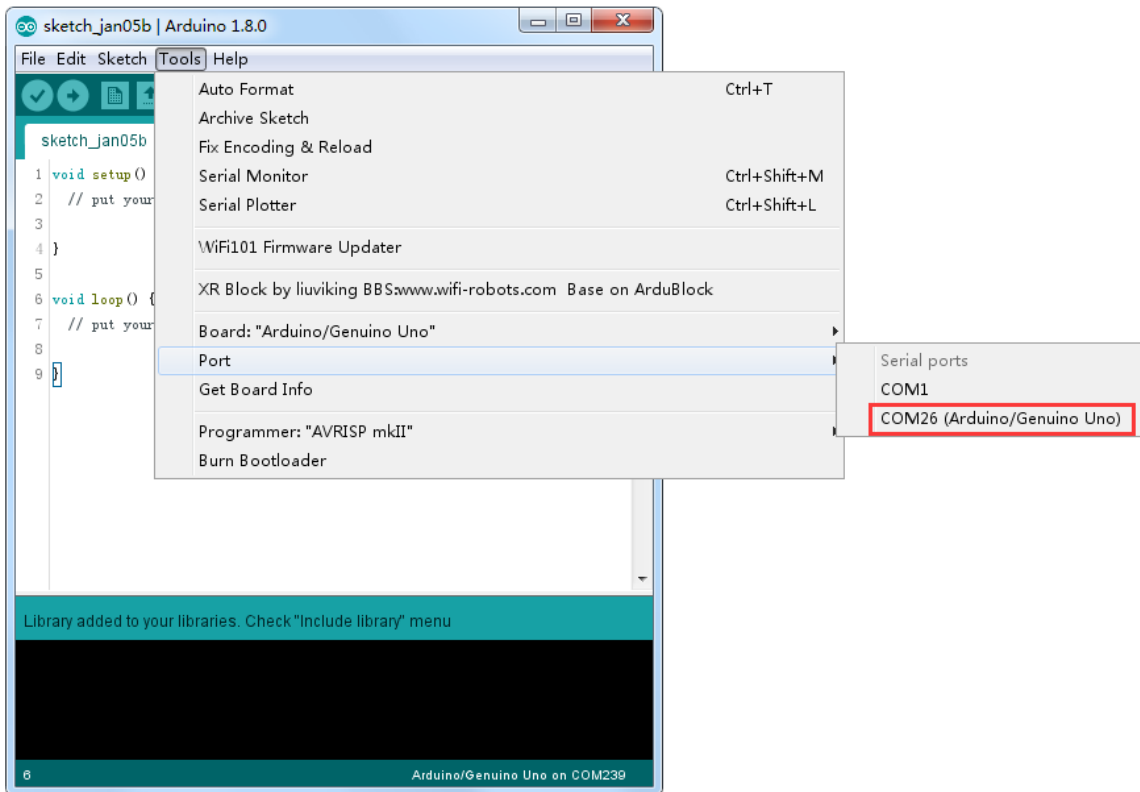 sketch_jan05b | Arduino 1.8.0
File Edit Sketch Tools Help
sketch_jan05b
1 void setup()
2 // put your
3
4 }
5
6 void loop() {
7 // put your
8
9 }
Auto Format Ctrl+T
Archive Sketch
Fix Encoding & Reload
Serial Monitor Ctrl+Shift+M
Serial Plotter Ctrl+Shift+L
WiFi101 Firmware Updater
XR Block by liuviking BBS:www.wifi-robots.com Base on ArduBlock
Board: "Arduino/Genuino Uno"
Port
Get Board Info
Programmer: "AVRISP mkII"
Burn Bootloader
Serial ports
COM1
COM26 (Arduino/Genuino Uno)
Library added to your libraries. Check "Include library" menu
6 Arduino/Genuino Uno on COM239